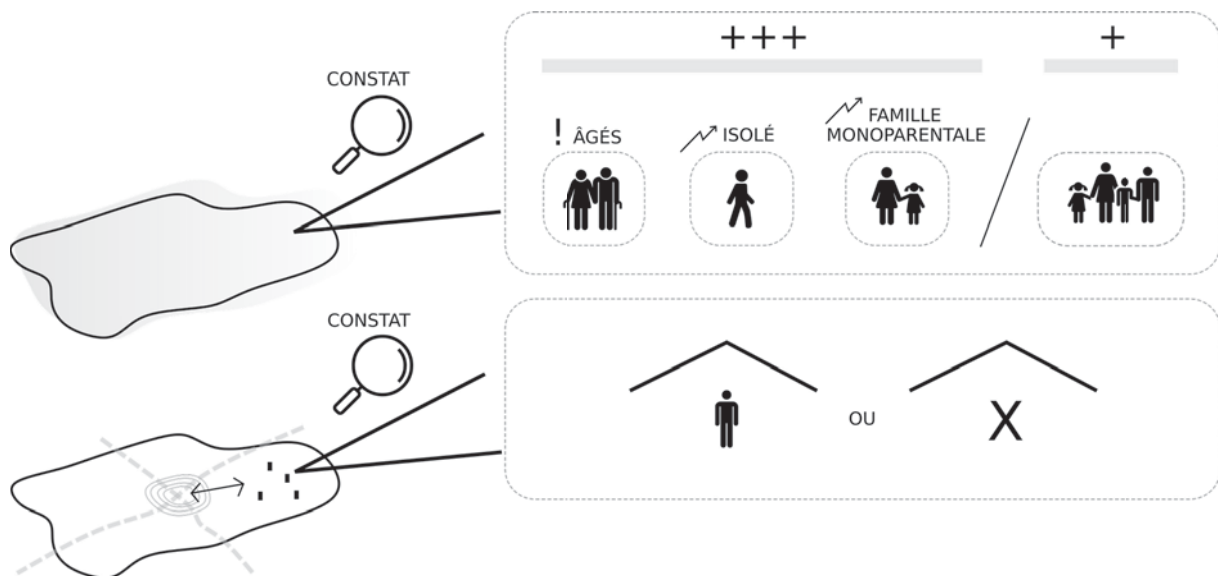 +++
+
CONSTAT
! ÂGÉS
ISOLÉ
FAMILLE
MONOPARENTALE
CONSTAT
OU
X